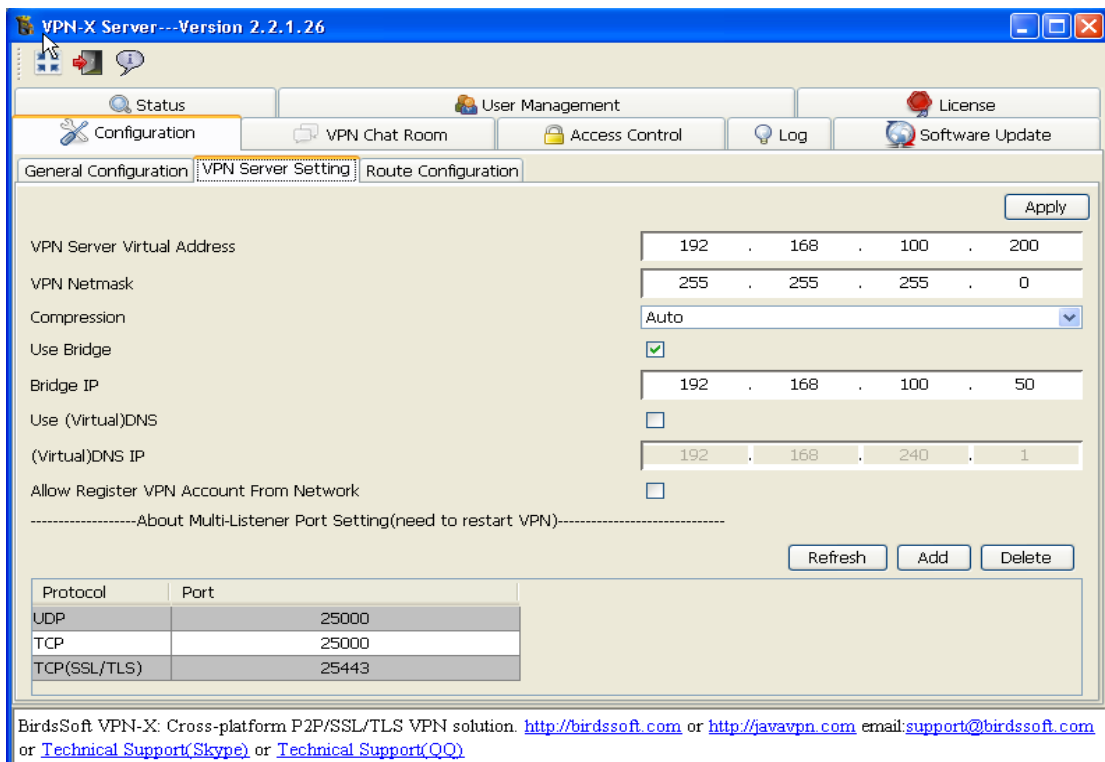 VPN-X Server---Version 2.2.1.26
Status User Management License
Configuration VPN Chat Room Access Control Log Software Update
General Configuration VPN Server Setting Route Configuration
Apply
VPN Server Virtual Address 192 . 168 . 100 . 200
VPN Netmask 255 . 255 . 255 . 0
Compression Auto
Use Bridge
Bridge IP 192 . 168 . 100 . 50
Use (Virtual)DNS
(Virtual)DNS IP 192 . 168 . 240 . 1
Allow Register VPN Account From Network
-------------------About Multi-Listener Port Setting(need to restart VPN)------------------------------
Refresh Add Delete
Protocol Port
UDP 25000
TCP 25000
TCP(SSL/TLS) 25443
BirdsSoft VPN-X: Cross-platform P2P/SSL/TLS VPN solution. http://birdssoft.com or http://javavpn.com email:support@birdssoft.com
or Technical Support(Skype) or Technical Support(QQ)